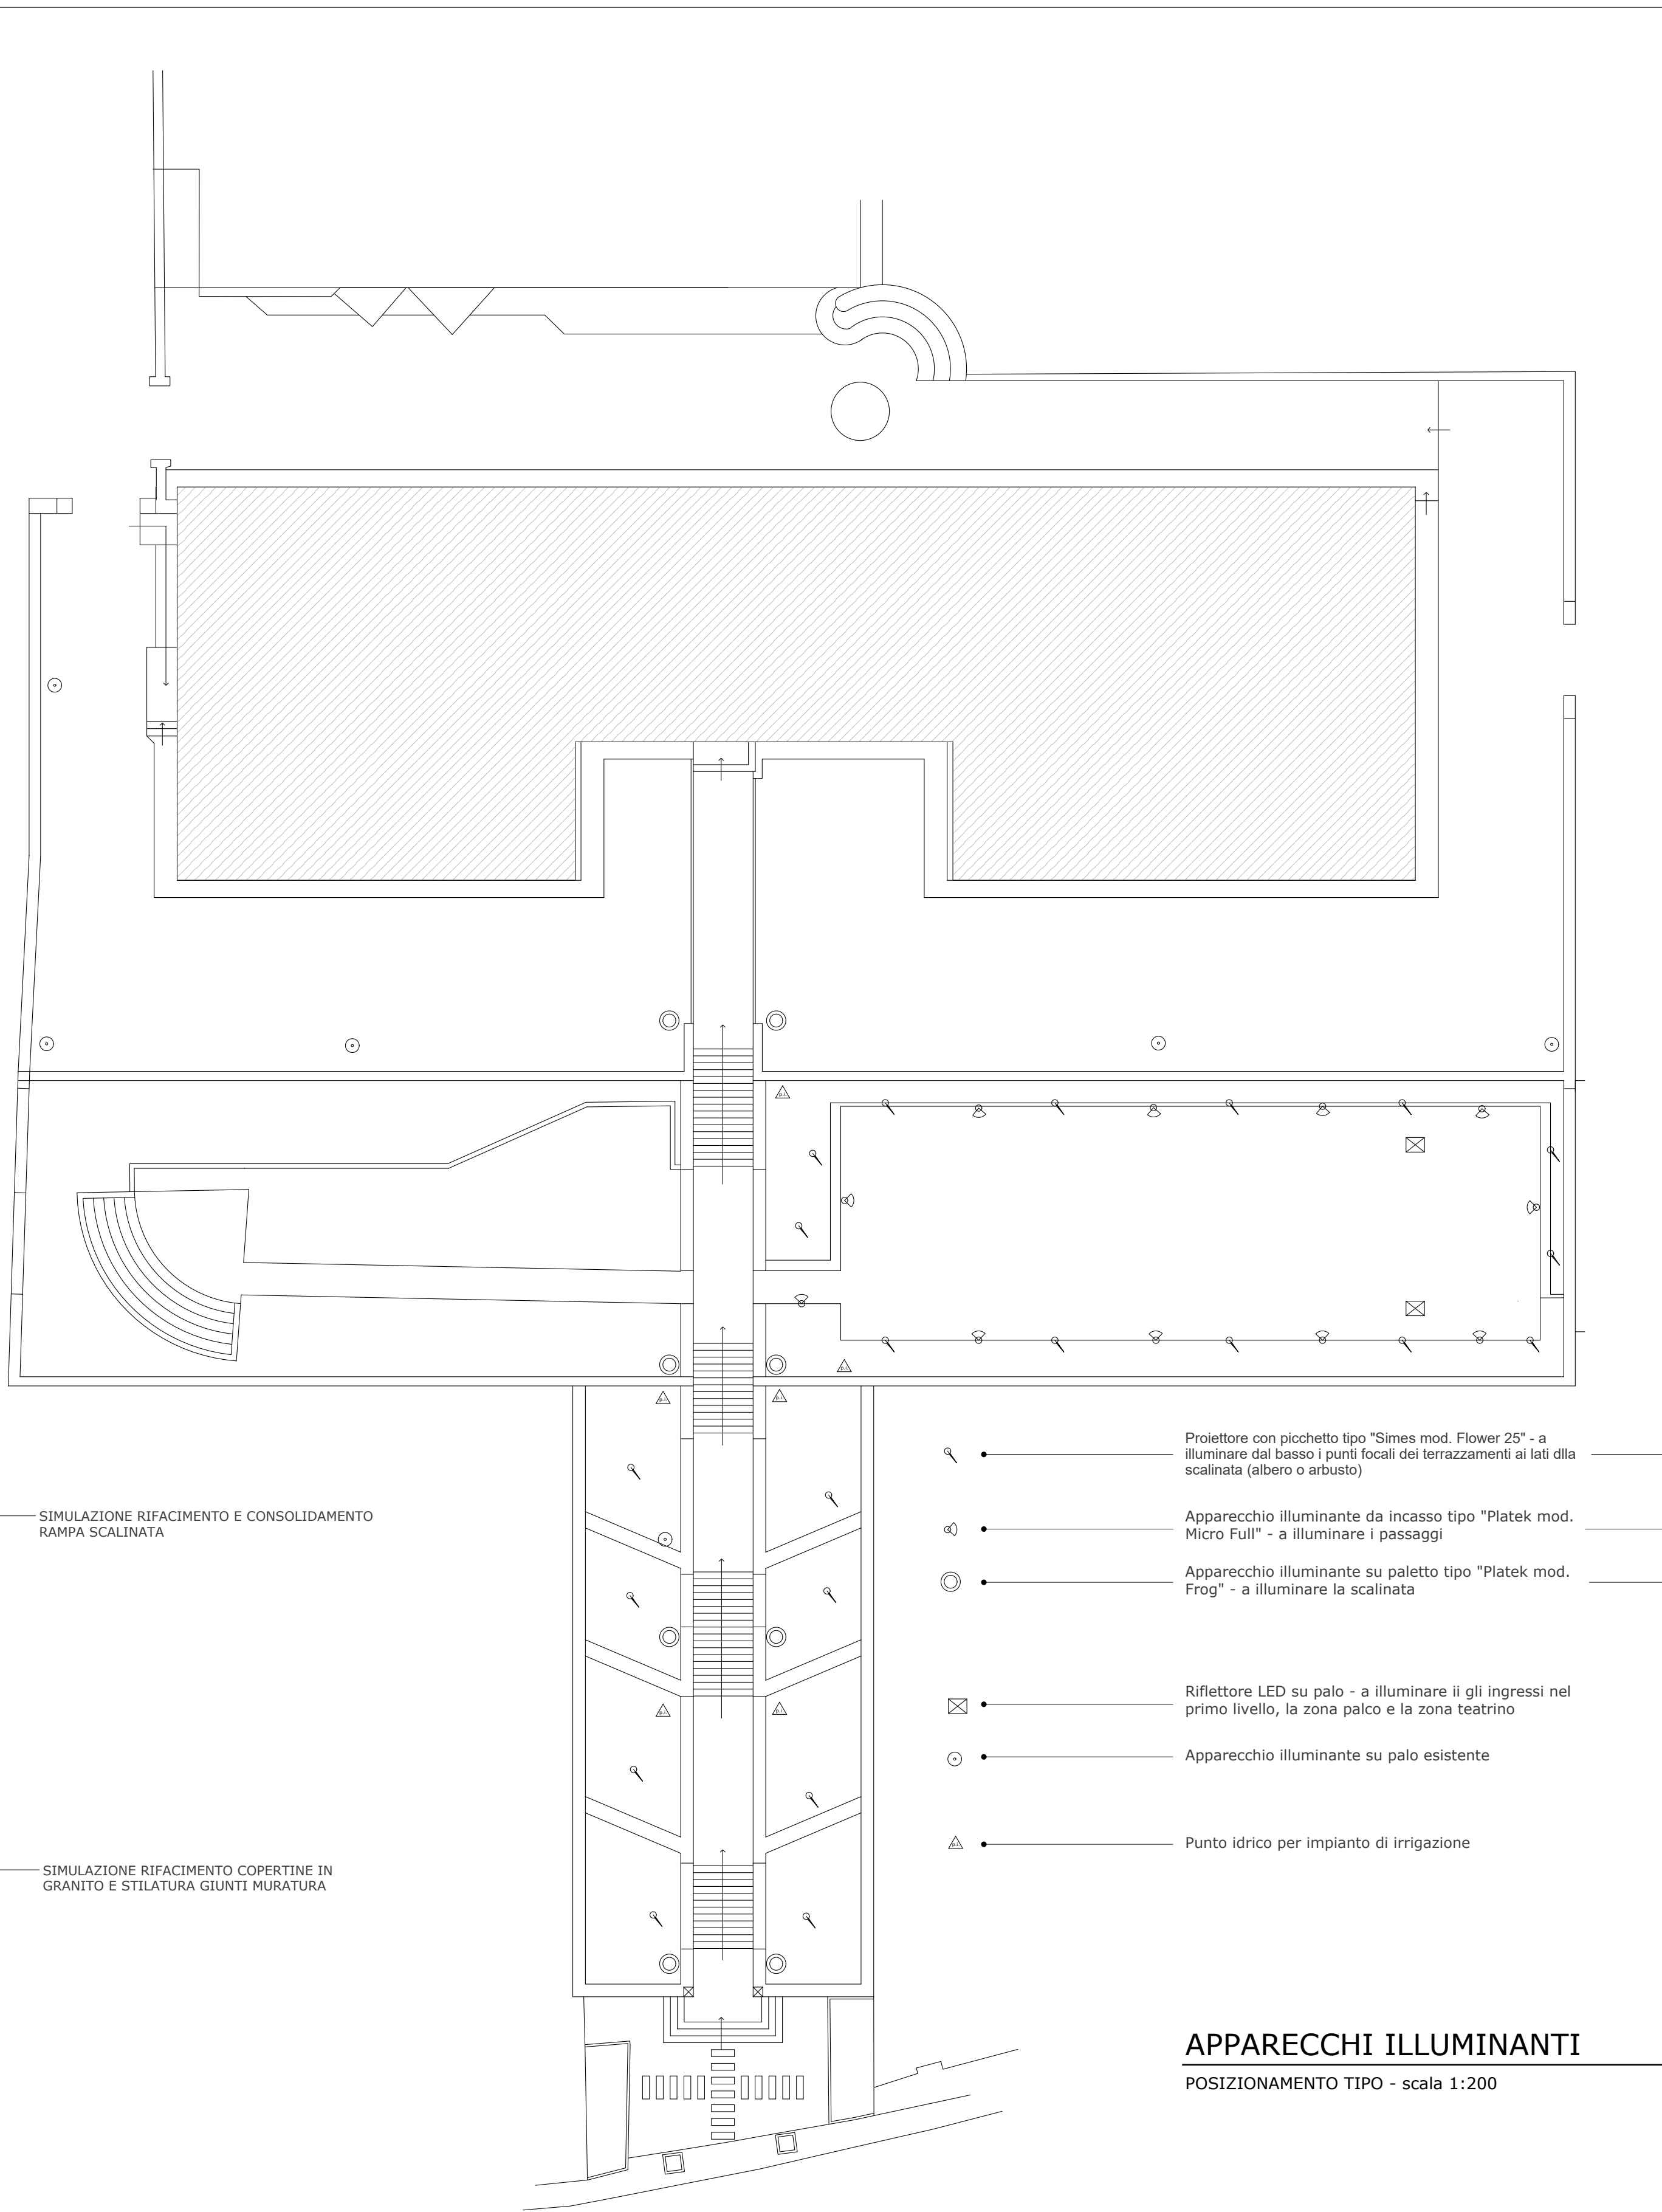 p.i.
p.i.
p.i.
p.i.
Proiettore con picchetto tipo "Simes mod. Flower 25" - a
illuminare dal basso i punti focali dei terrazzamenti ai lati dlla
scalinata (albero o arbusto)
SIMULAZIONE RIFACIMENTO E CONSOLIDAMENTO
RAMPA SCALINATA
Apparecchio illuminante da incasso tipo "Platek mod.
Micro Full" - a illuminare i passaggi
Apparecchio illuminante su paletto tipo "Platek mod.
Frog" - a illuminare la scalinata
p.i.
p.i.
Riflettore LED su palo - a illuminare ii gli ingressi nel
primo livello, la zona palco e la zona teatrino
Apparecchio illuminante su palo esistente
p.i.
Punto idrico per impianto di irrigazione
SIMULAZIONE RIFACIMENTO COPERTINE IN
GRANITO E STILATURA GIUNTI MURATURA
APPARECCHI ILLUMINANTI
POSIZIONAMENTO TIPO - scala 1:200